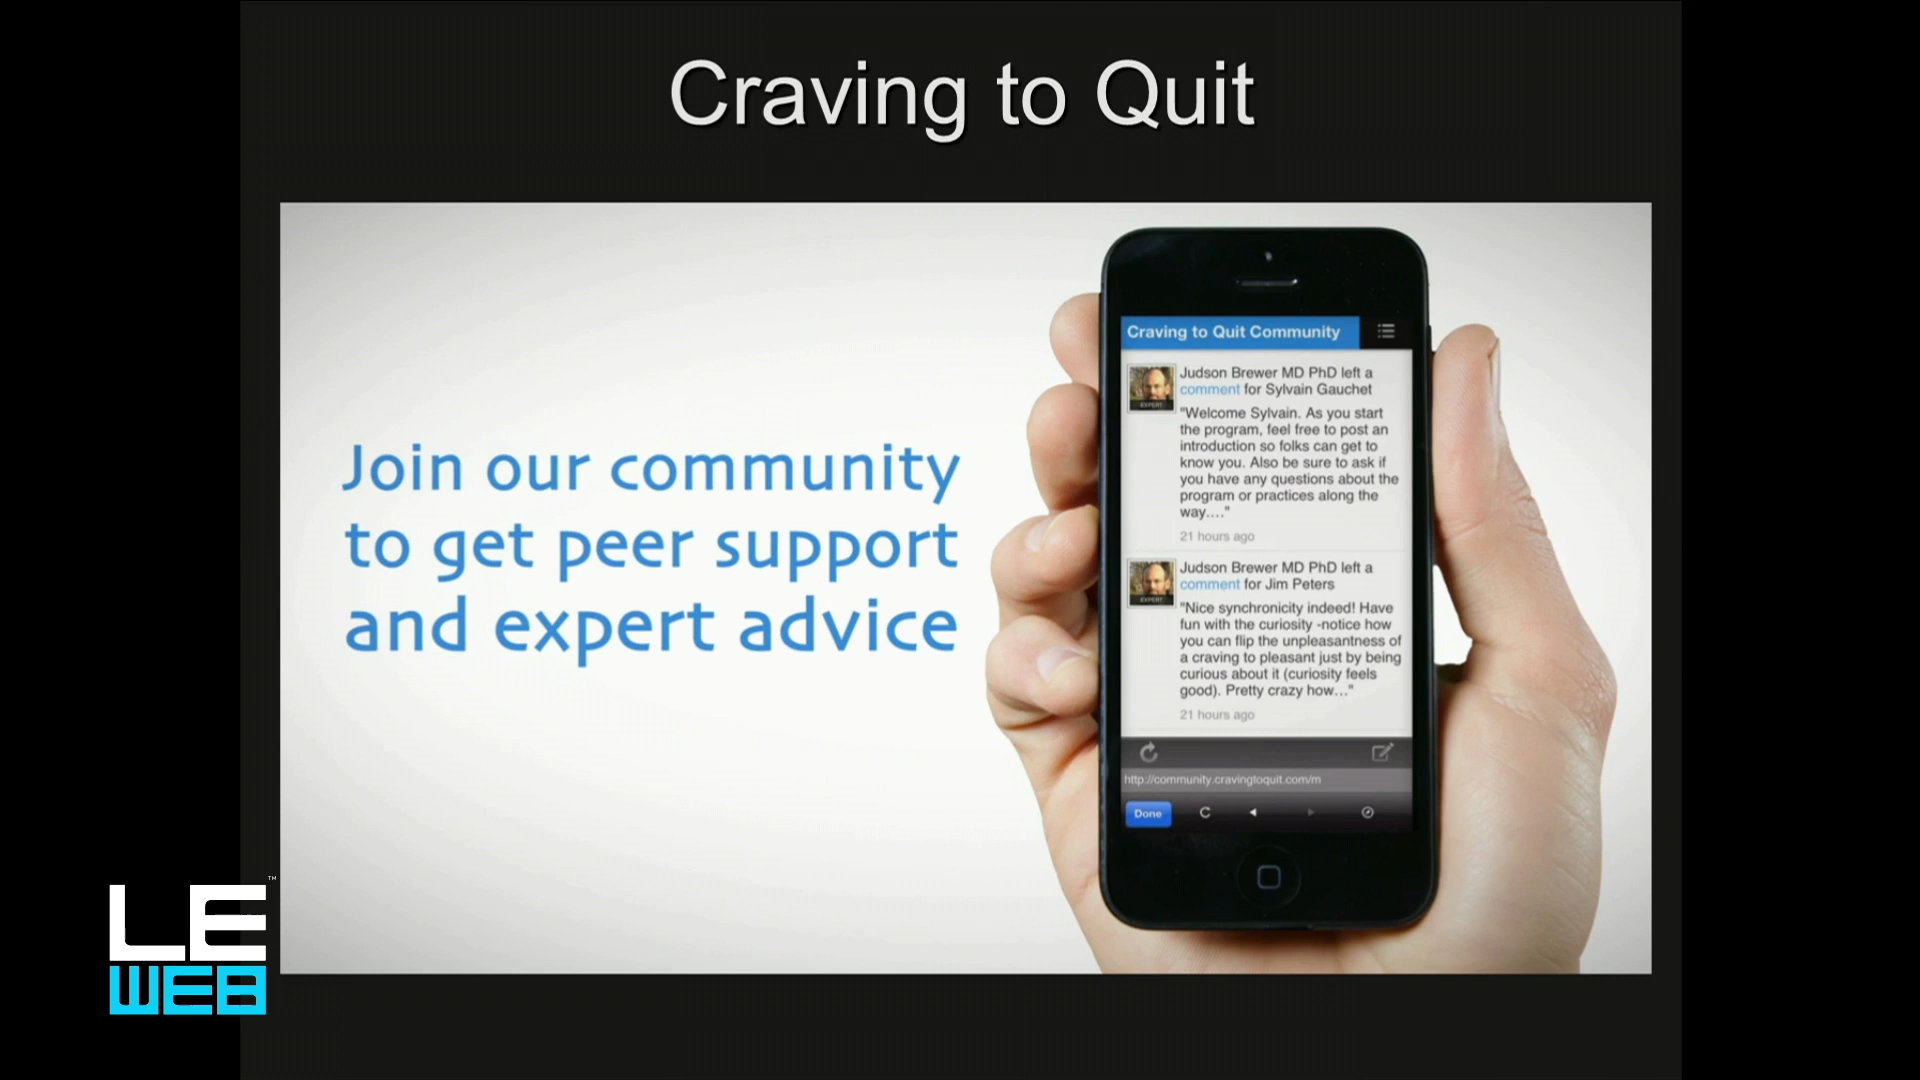 Craving to Quit
Join our community
to get peer support
and expert advice
Craving to Quit Community
Judson Brewer MD PhD left a
comment for Sylvain Gauchet
"Welcome Sylvain. As you start
the program, feel free to post an
introduction so folks can get to
know you. Also be sure to ask if
you have any questions about the
program or practices along the
way...."
21 hours ago
EXPERT
Judson Brewer MD PhD left a
comment for Jim Peters
"Nice synchronicity indeed! Have
fun with the curiosity -notice how
you can flip the unpleasantness of
a craving to pleasant just by being
curious about it (curiosity feels
good). Pretty crazy how..."
21 hours ago
EXPERT
http://community.cravingtoquit.com/m
Done
LE
WEB
TM